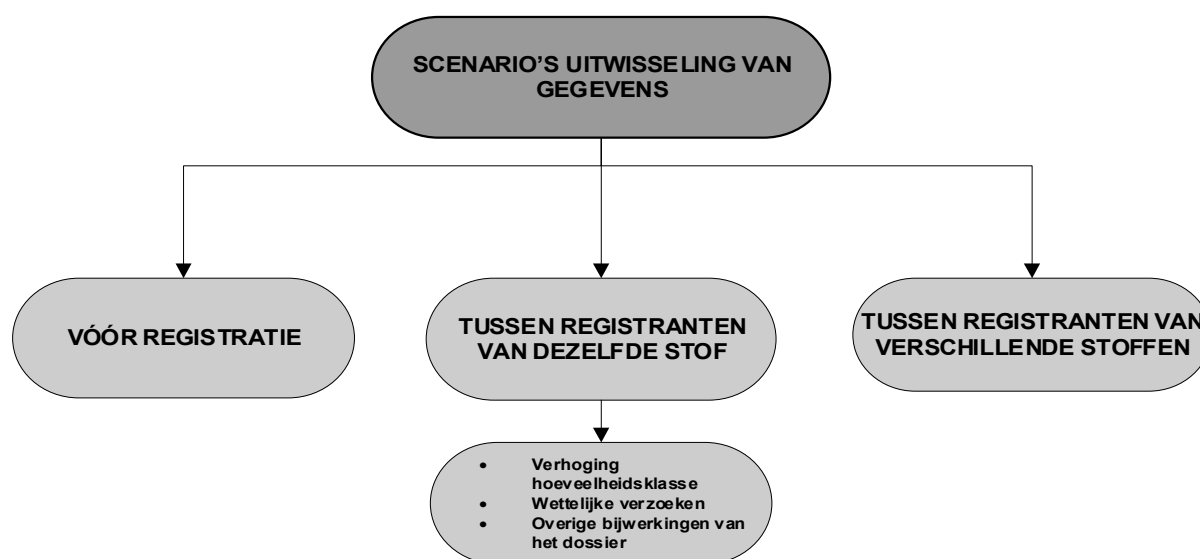 SCENARIO'S UITWISSELING VAN
GEGEVENS
VÓÓR REGISTRATIE
TUSSEN REGISTRANTEN
VAN DEZELFDE STOF
TUSSEN REGISTRANTEN VAN
VERSCHILLENDE STOFFEN
• Verhoging
hoeveelheidsklasse
• Wettelijke verzoeken
• Overige bijwerkingen van
het dossier